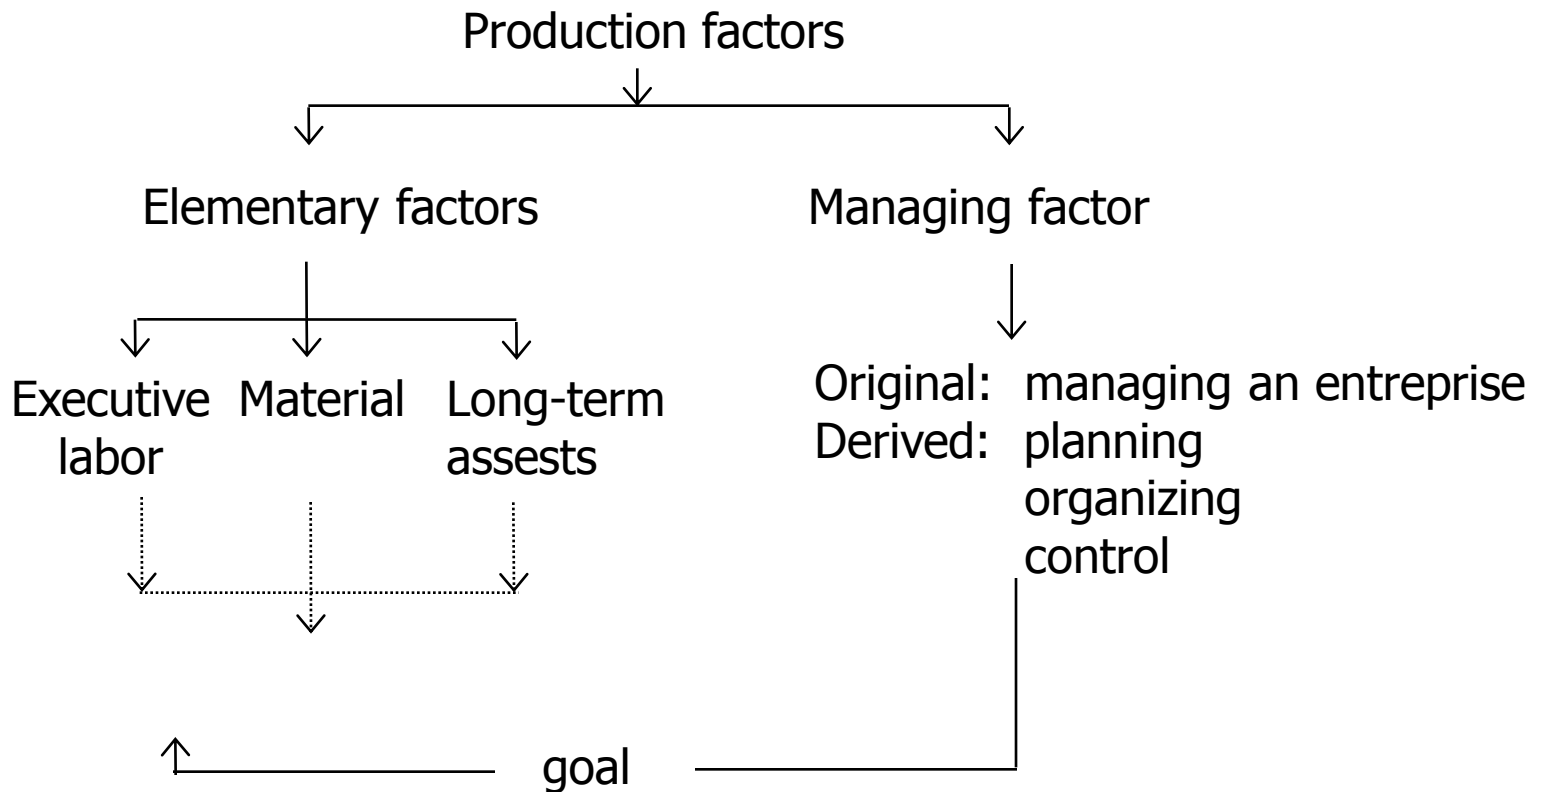 Production factors
Elementary factors
Managing factor
Executive labor
Material
Long-term assests
Original: managing an entreprise
Derived: planning
organizing
control
goal